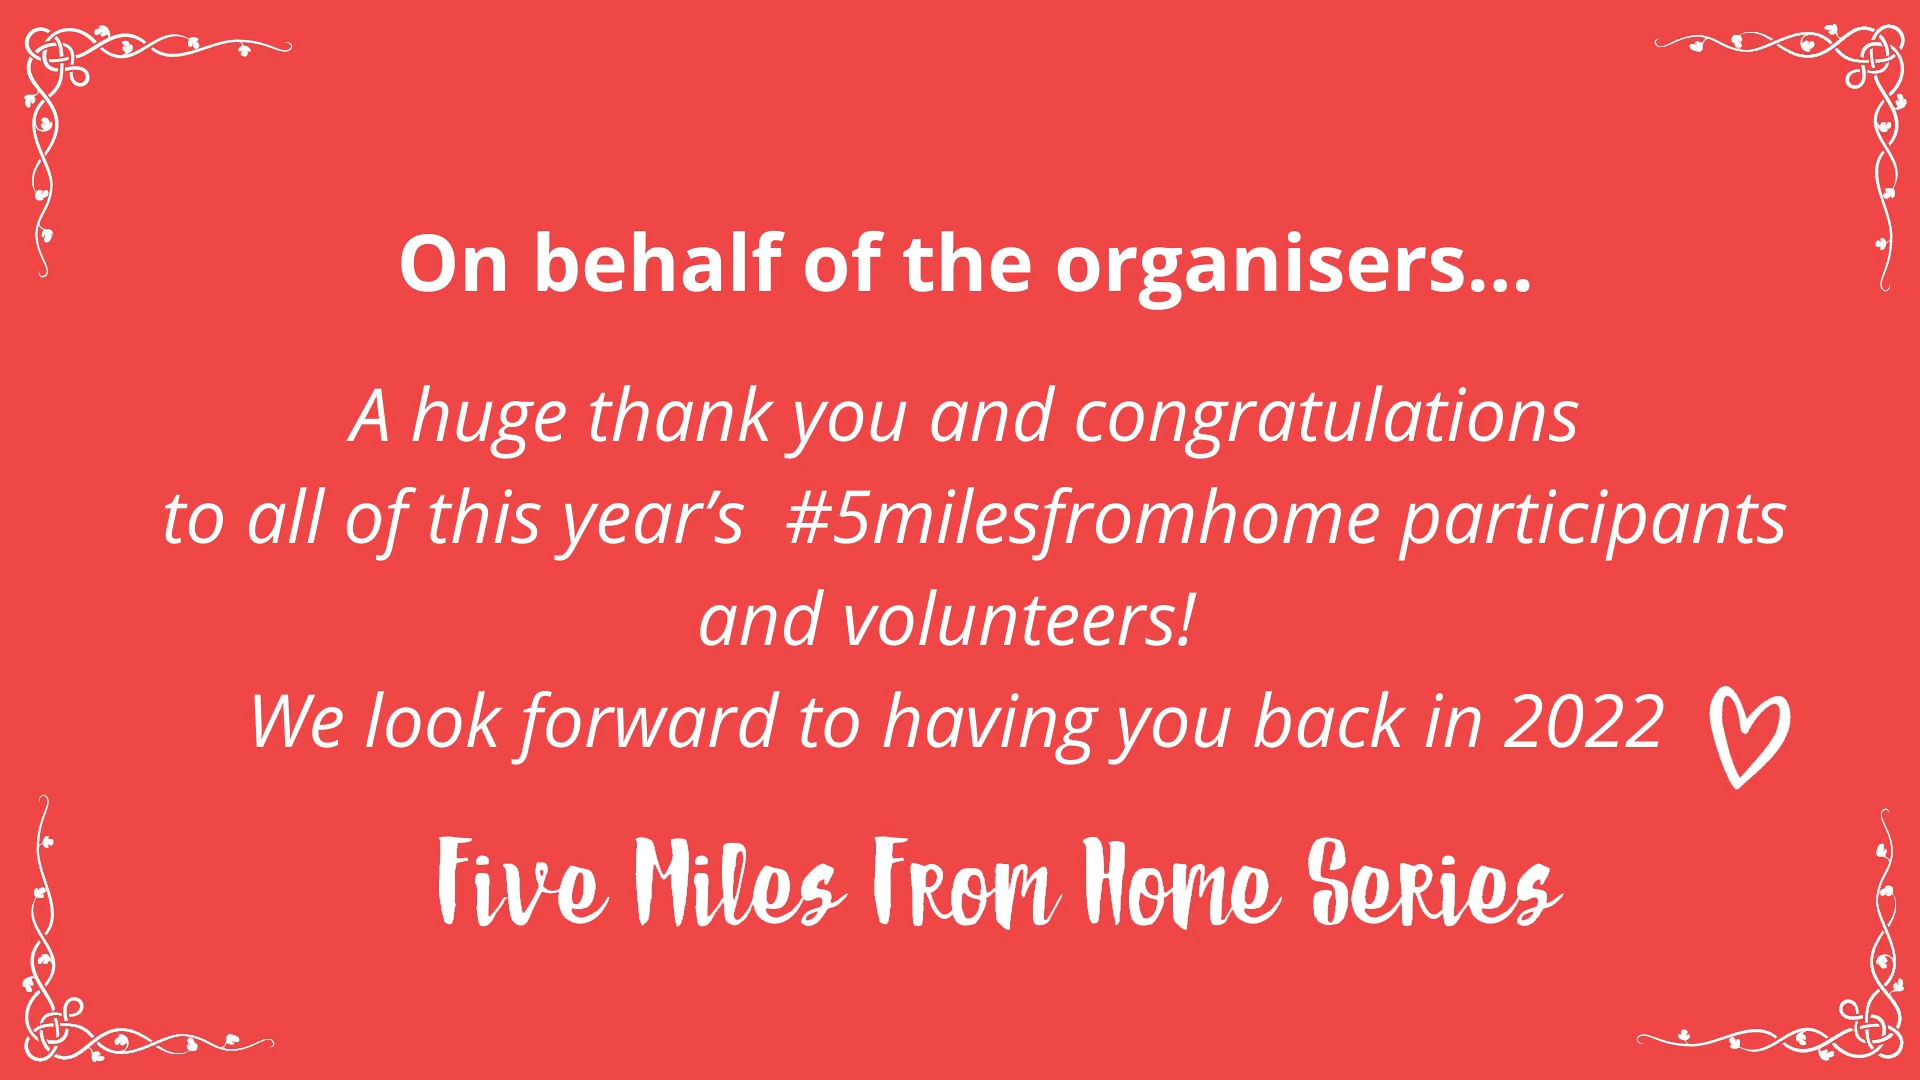 On behalf of the organisers...
A huge thank you and congratulations
to all of this year’s  #5milesfromhome participants
and volunteers!
We look forward to having you back in 2022
Five Miles From Home Series